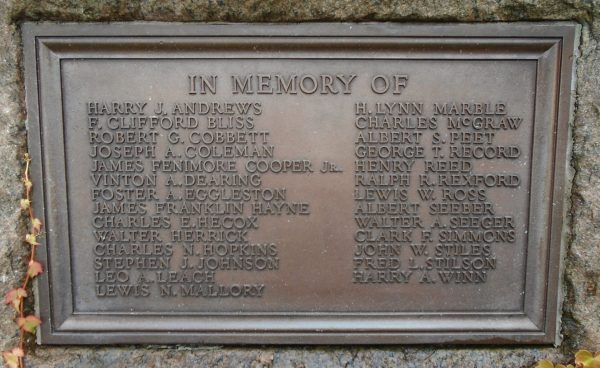 IN MEMORY OF
HARRY J. ANDREWS
F. CLIFFORD BLISS
ROBERT G. COBBETT
JOSEPH A. COLEMAN
JAMES FENIMORE COOPER JR.
VINTON A. DEARING
FOSTER A. EGGLESTON
JAMES FRANKLIN HAYNE
CHARLES E. HECOX
WALTER HERRICK
CHARLES N. HOPKINS
STEPHEN L. JOHNSON
LEO A. LEACH
LEWIS N. MALLORY
H. LYNN MARBLE
CHARLES MCGRAW
ALBERT S. PEET
GEORGE T. RECORD
HENRY REED
RALPH R. REXFORD
LEWIS W. ROSS
ALBERT SEEBER
WALTER A. SEEGER
CLARK F. SIMMONS
JOHN W. STILES
FRED L. STILSON
HARRY A. WINN